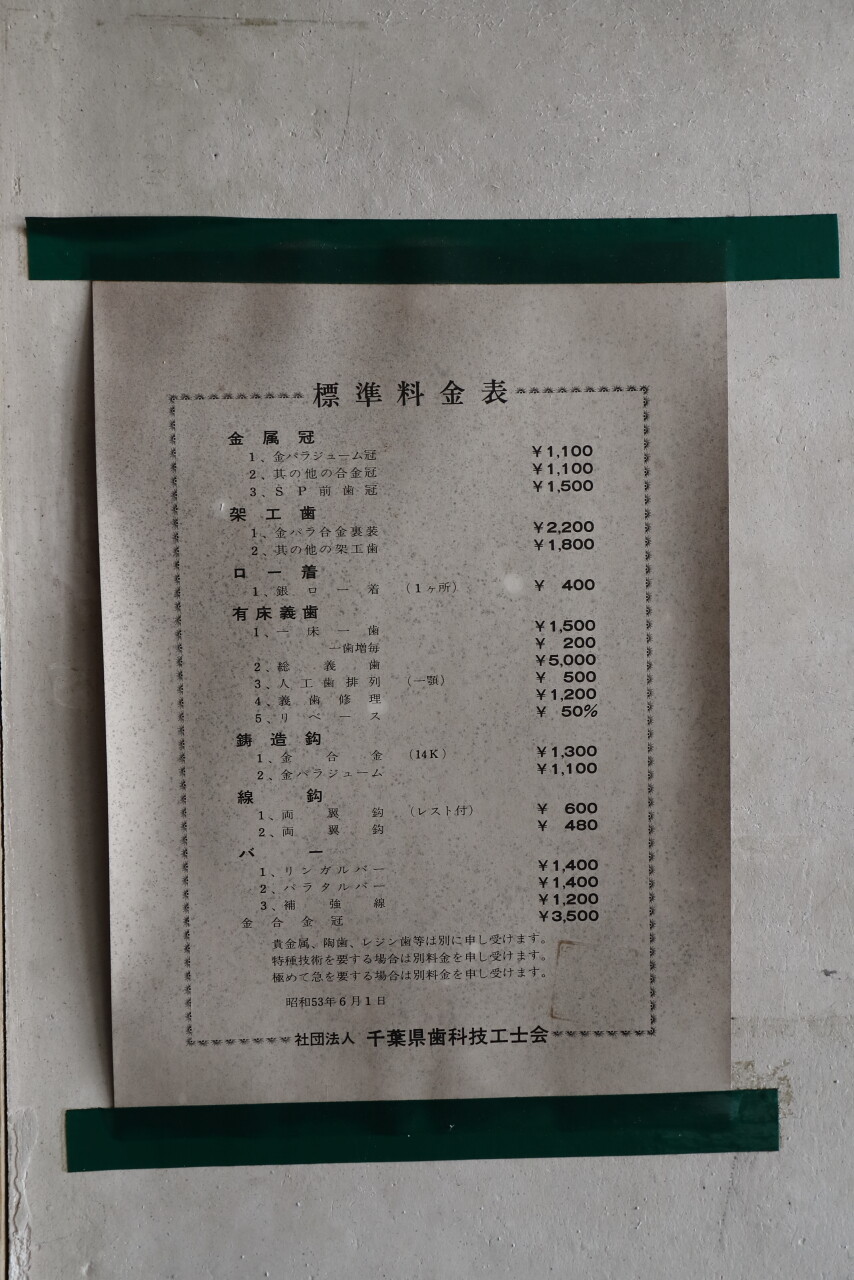 標準料金表
金属冠
1、金パラジューム冠 ¥1,100
2、其の他の合金冠 ¥1,100
3、SP前歯冠 ¥1,500
架工歯
1、金パラ合金裏装 ¥2,200
2、其の他の架工歯 ¥1,800
ロー着
1、銀ロー着 (1ヶ所) ¥400
有床義歯
1、一床一歯 ¥1,500
一歯増毎 ¥200
2、総義歯 ¥5,000
3、人工歯排列 (一顎) ¥500
4、義歯修理 ¥1,200
5、リベース ¥50%
鋳造鈎
1、金合金 (14K) ¥1,300
2、金パラジューム ¥1,100
線鈎
1、両翼鈎 (レスト付) ¥600
2、両翼鈎 ¥480
バー
1、リンガルバー ¥1,400
2、パラタルバー ¥1,400
3、補強線 ¥1,200
金合金冠 ¥3,500
貴金属、陶歯、レジン歯等は別に申し受けます。
特種技術を要する場合は別料金を申し受けます。
極めて急を要する場合は別料金を申し受けます。
昭和53年6月1日
社団法人 千葉県歯科技工士会